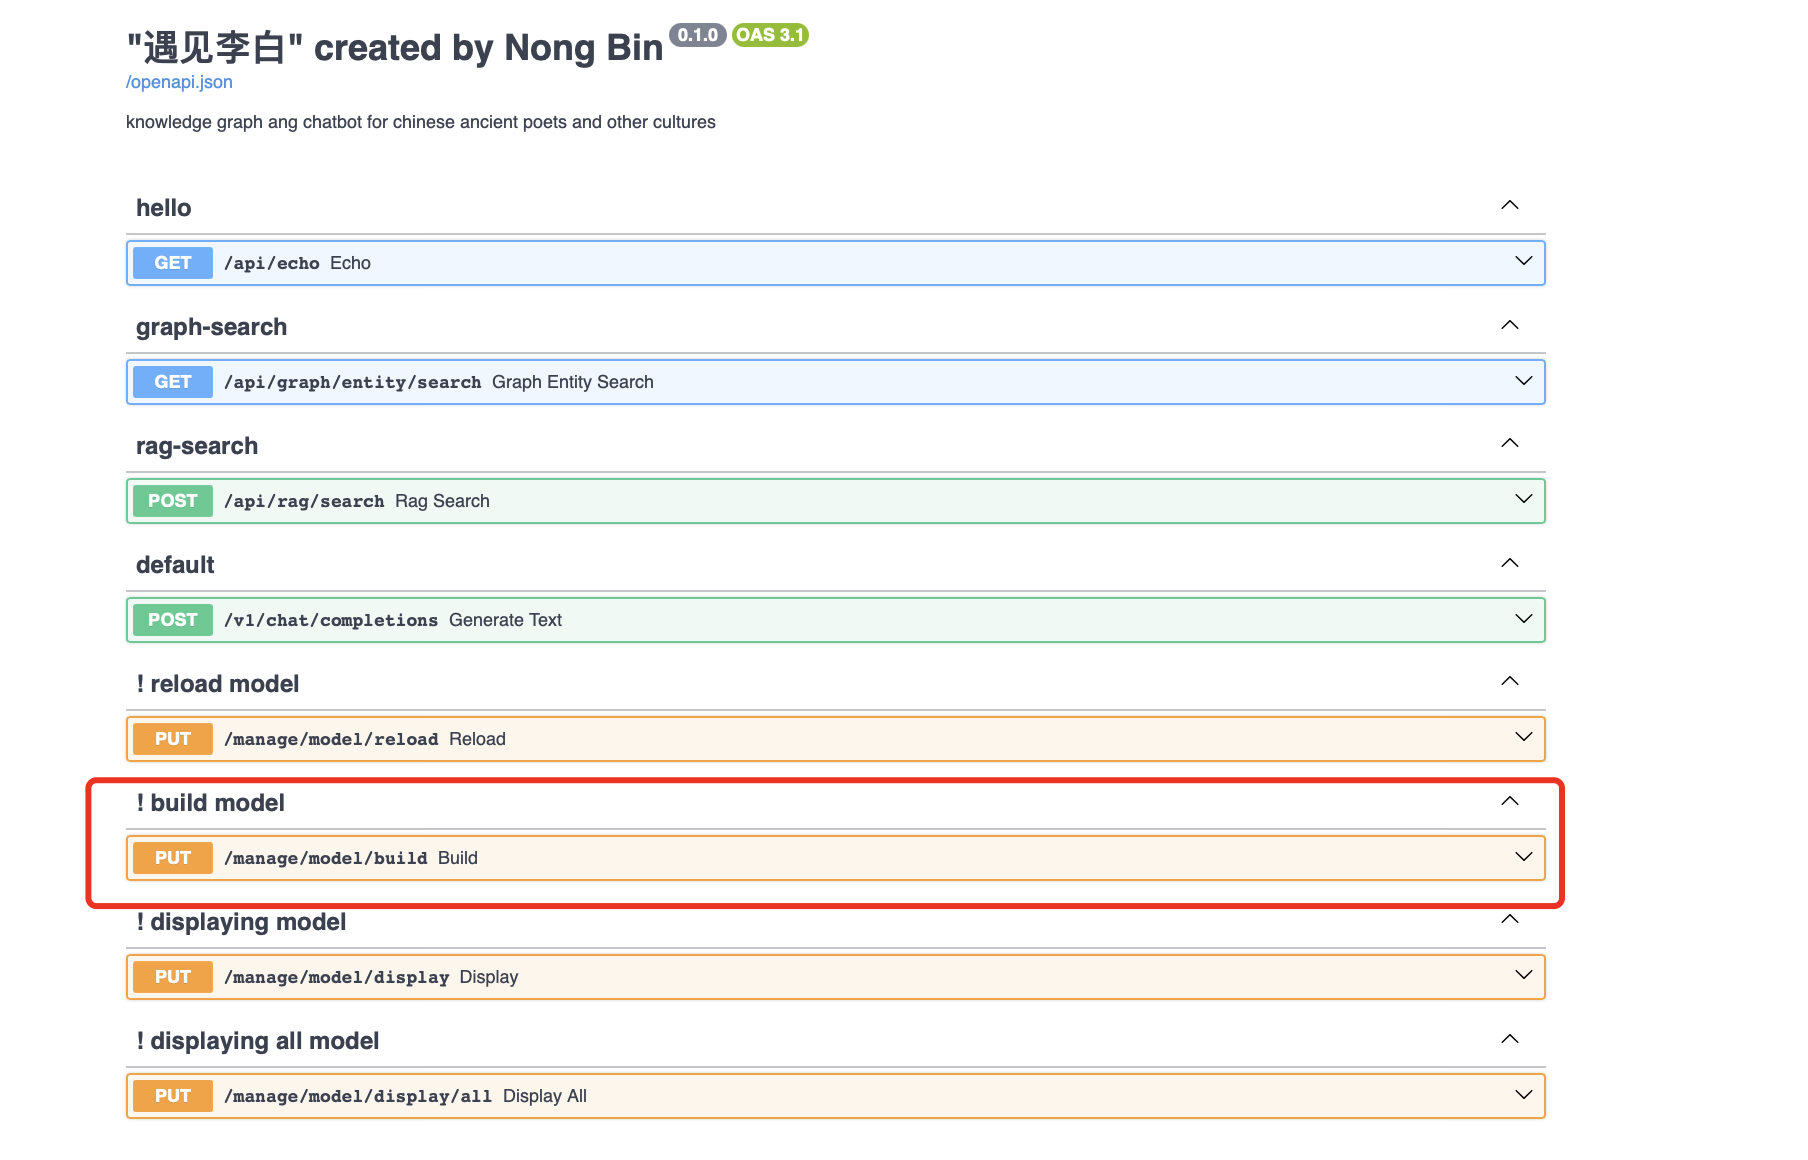 "遇见李白" created by Nong Bin 0.1.0 OAS 3.1
/openapi.json
knowledge graph ang chatbot for chinese ancient poets and other cultures
hello
GET /api/echo Echo
graph-search
GET /api/graph/entity/search Graph Entity Search
rag-search
POST /api/rag/search Rag Search
default
POST /v1/chat/completions Generate Text
! reload model
PUT /manage/model/reload Reload
! build model
PUT /manage/model/build Build
! displaying model
PUT /manage/model/display Display
! displaying all model
PUT /manage/model/display/all Display All